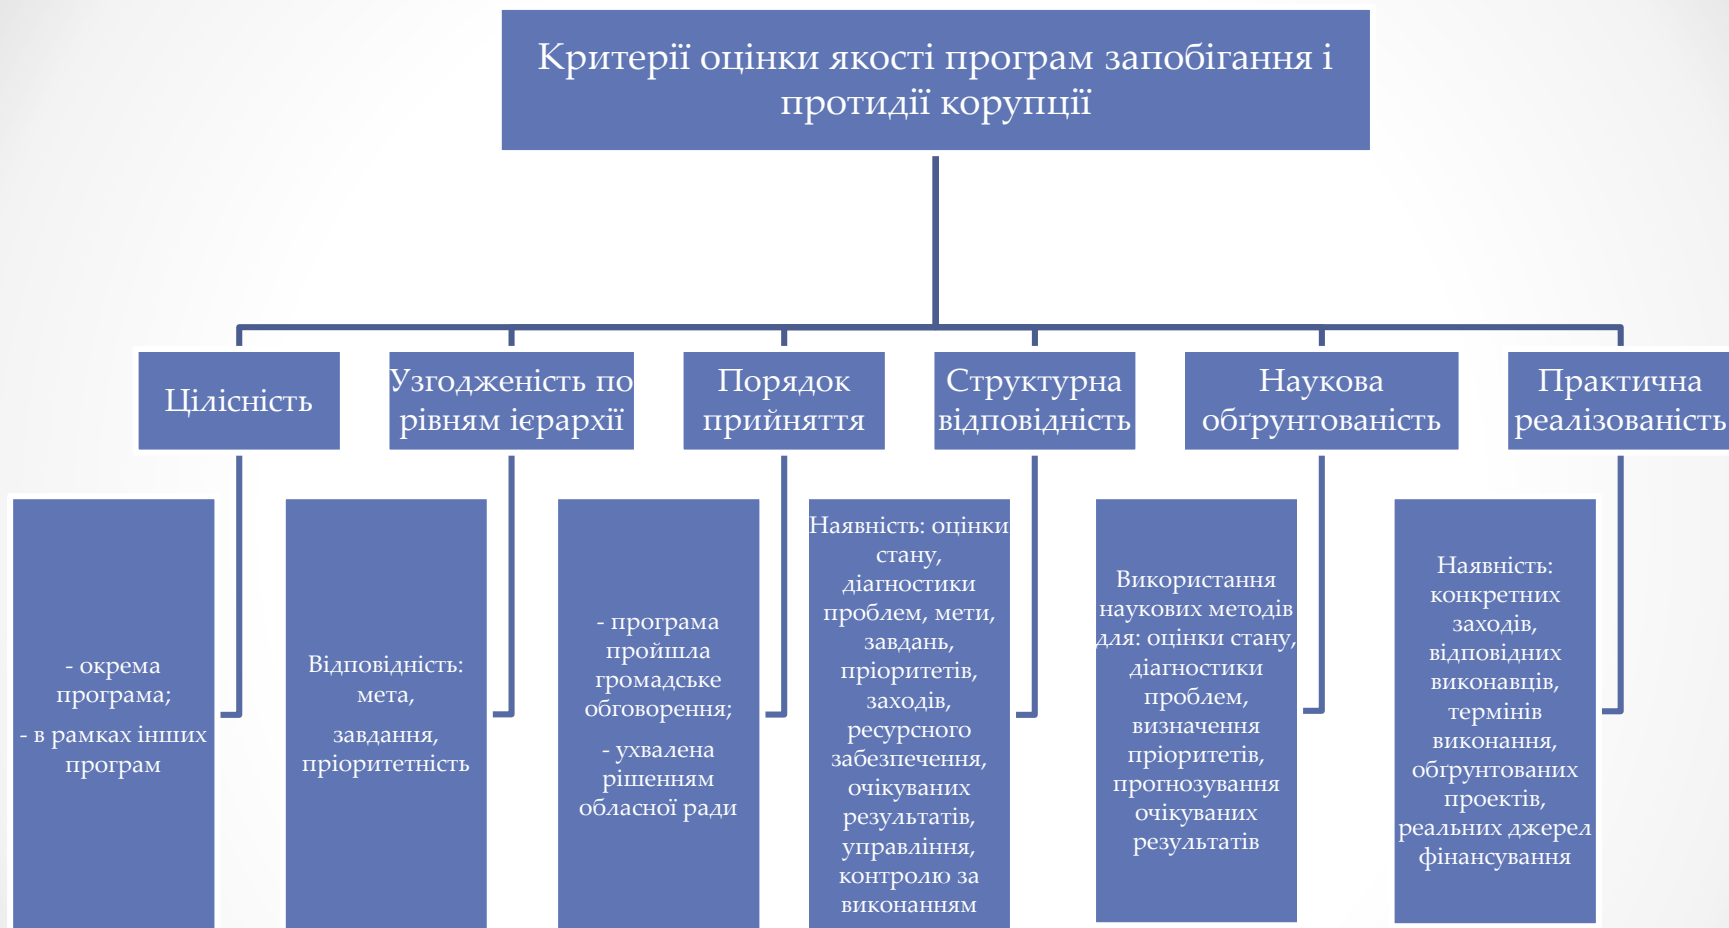 Критерії оцінки якості програм запобігання і
протидії корупції
Цілісність
Узгодженість по
рівням ієрархії
Порядок
прийняття
Структурна
відповідність
Наукова
обґрунтованість
Практична
реалізованість
- окрема
програма;
- в рамках інших
програм
Відповідність:
мета,
завдання,
пріоритетність
- програма
пройшла
громадське
обговорення;
- ухвалена
рішенням
обласної ради
Наявність: оцінки
стану,
діагностики
проблем, мети,
завдань,
пріоритетів,
заходів,
ресурсного
забезпечення,
очікуваних
результатів,
управління,
контролю за
виконанням
Використання
наукових методів
для: оцінки стану,
діагностики
проблем,
визначення
пріоритетів,
прогнозування
очікуваних
результатів
Наявність:
конкретних
заходів,
відповідних
виконавців,
термінів
виконання,
обґрунтованих
проектів,
реальних джерел
фінансування